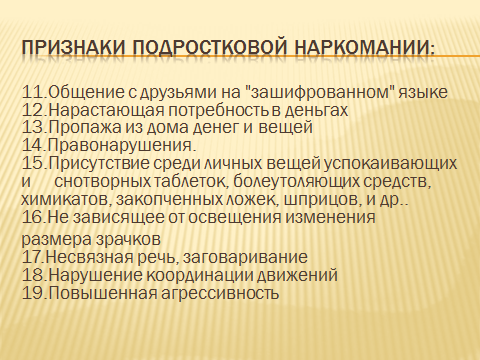 ПРИЗНАКИ ПОДРОСТКОВОЙ НАРКОМАНИИ:
11.Общение с друзьями на "зашифрованном" языке
12.Нарастающая потребность в деньгах
13.Пропажа из дома денег и вещей
14.Правонарушения.
15.Присутствие среди личных вещей успокаивающих
и снотворных таблеток, болеутоляющих средств,
химикатов, закопченных ложек, шприцов, и др..
16.Не зависящее от освещения изменения
размера зрачков
17.Несвязная речь, заговаривание
18.Нарушение координации движений
19.Повышенная агрессивность